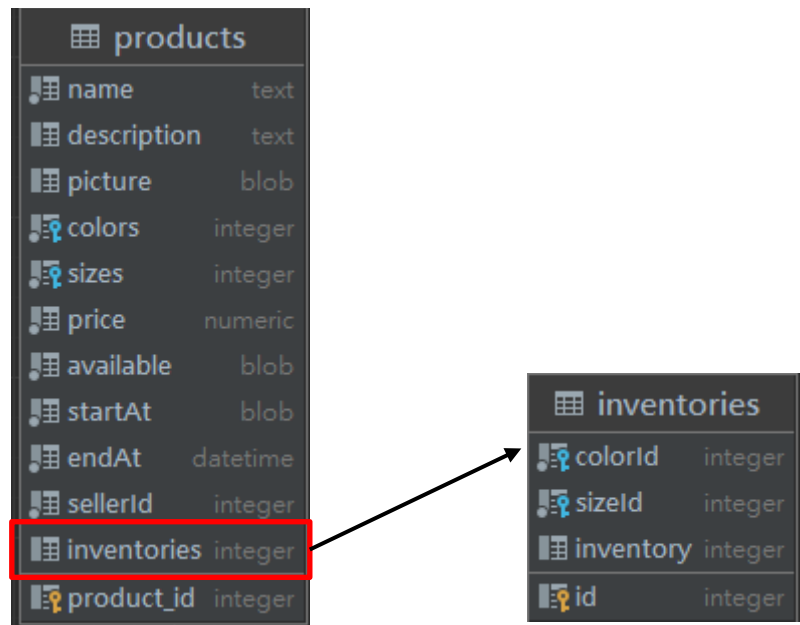 products
name text
description text
picture blob
colors integer
sizes integer
price numeric
available blob
startAt blob
endAt datetime
sellerId integer
inventories integer
product_id integer
inventories
colorId integer
sizeId integer
inventory integer
id integer